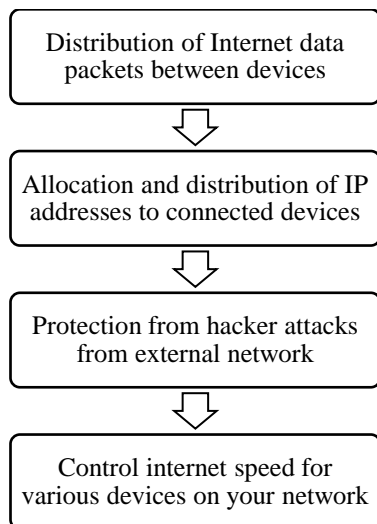 Distribution of Internet data
packets between devices
Allocation and distribution of IP
addresses to connected devices
Protection from hacker attacks
from external network
Control internet speed for
various devices on your network